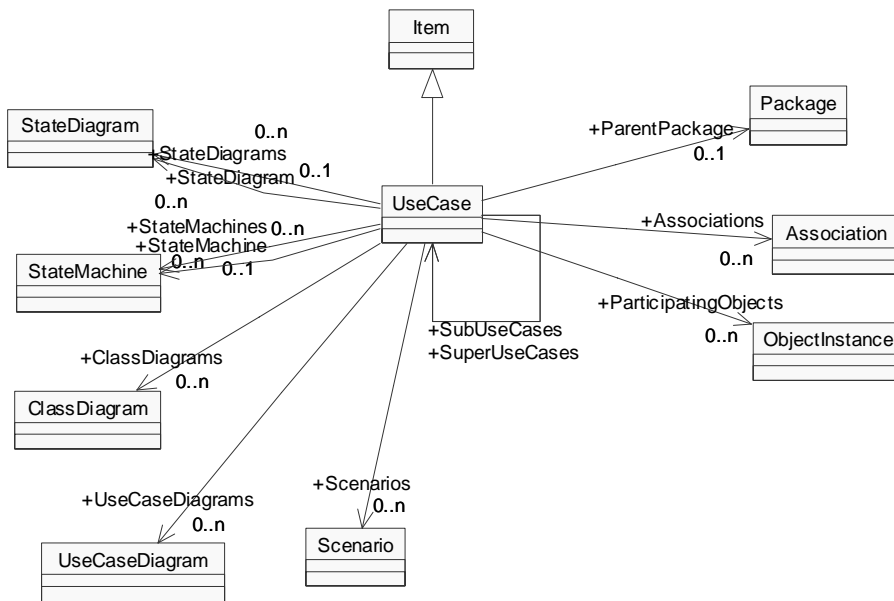 Item
Package
StateDiagram
0..n
+ParentPackage
+StateDiagrams
0..1
0..1
+StateDiagram
0..n
UseCase
+StateMachines
0..n
+Associations
+StateMachine
Association
StateMachine
0..n
0..1
0..n
+ParticipatingObjects
+SubUseCases
0..n
ObjectInstance
+SuperUseCases
+ClassDiagrams
0..n
ClassDiagram
+UseCaseDiagrams
+Scenarios
0..n
0..n
Scenario
UseCaseDiagram